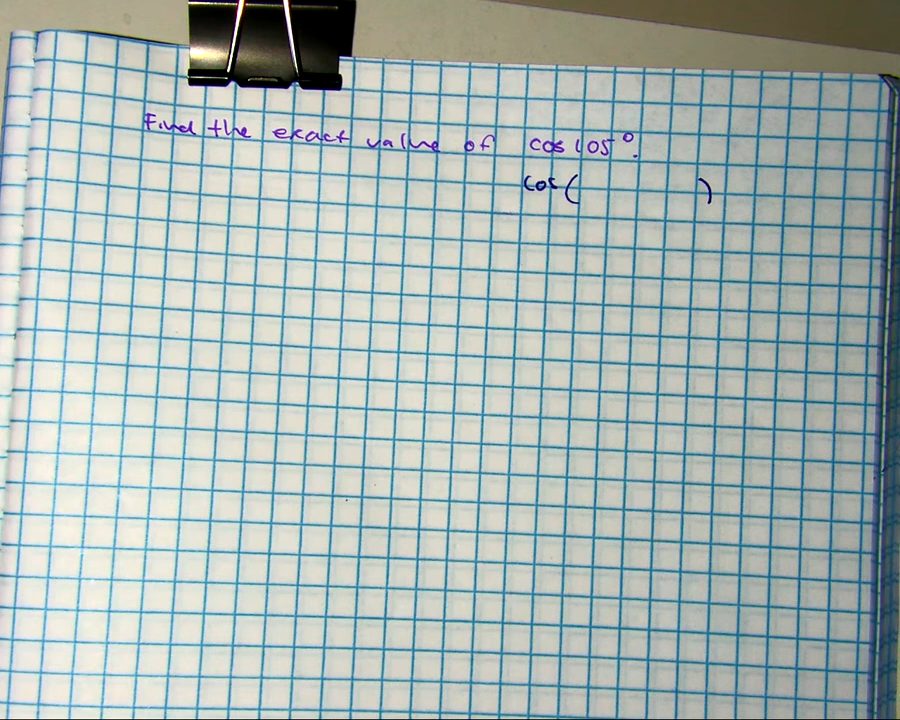 Find the exact value of cos 105°.
cos(          )